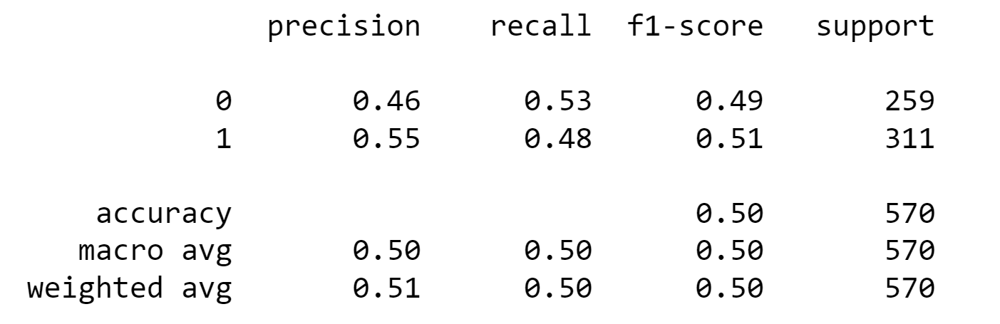 precision recall f1-score support
0 0.46 0.53 0.49 259
1 0.55 0.48 0.51 311
accuracy 0.50 570
macro avg 0.50 0.50 0.50 570
weighted avg 0.51 0.50 0.50 570